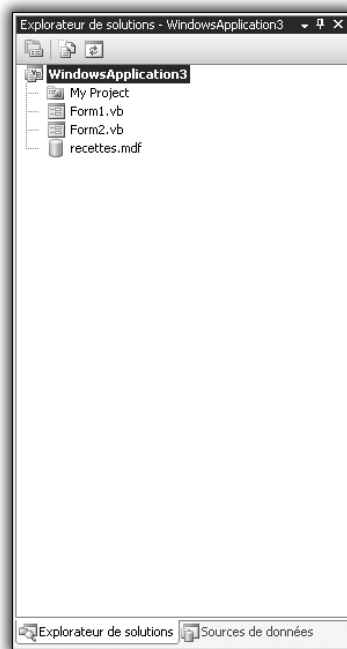 Explorateur de solutions - WindowsApplication3
WindowsApplication3
My Project
Form1.vb
Form2.vb
recettes.mdf
Explorateur de solutions Sources de données